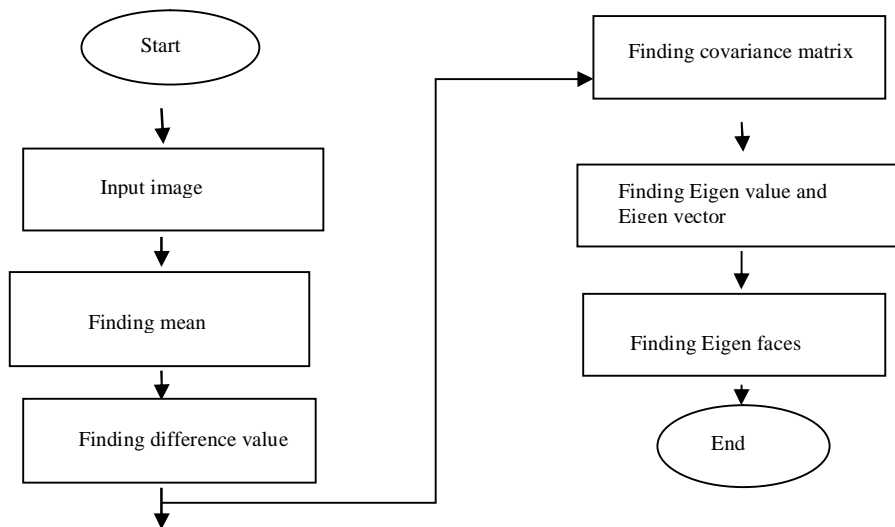 Start
Input image
Finding mean
Finding difference value
Finding covariance matrix
Finding Eigen value and
Eigen vector
Finding Eigen faces
End